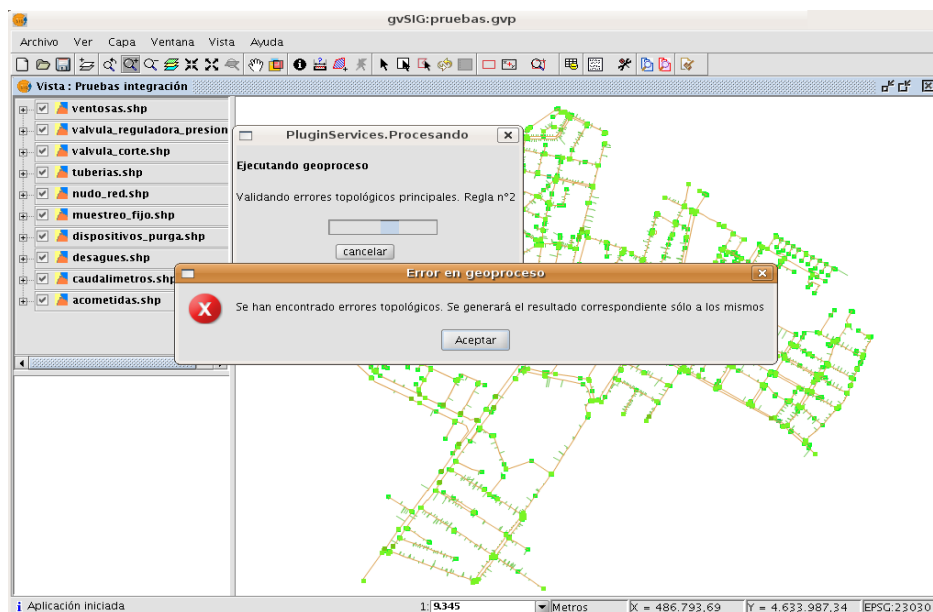 gvSIG:pruebas.gvp
Archivo Ver Capa Ventana Vista Ayuda
Vista : Pruebas integración
ventosas.shp
valvula_reguladora_presion
valvula_corte.shp
tuberias.shp
nudo_red.shp
muestreo_fijo.shp
dispositivos_purga.shp
desagues.shp
caudalimetros.shp
acometidas.shp
PluginServices.Procesando
Ejecutando geoproceso
Validando errores topológicos principales. Regla nº2
cancelar
Error en geoproceso
Se han encontrado errores topológicos. Se generará el resultado correspondiente sólo a los mismos
Aceptar
Aplicación iniciada 1: 9.345 Metros X = 486.793,69 Y = 4.633.987,34 EPSG:23030